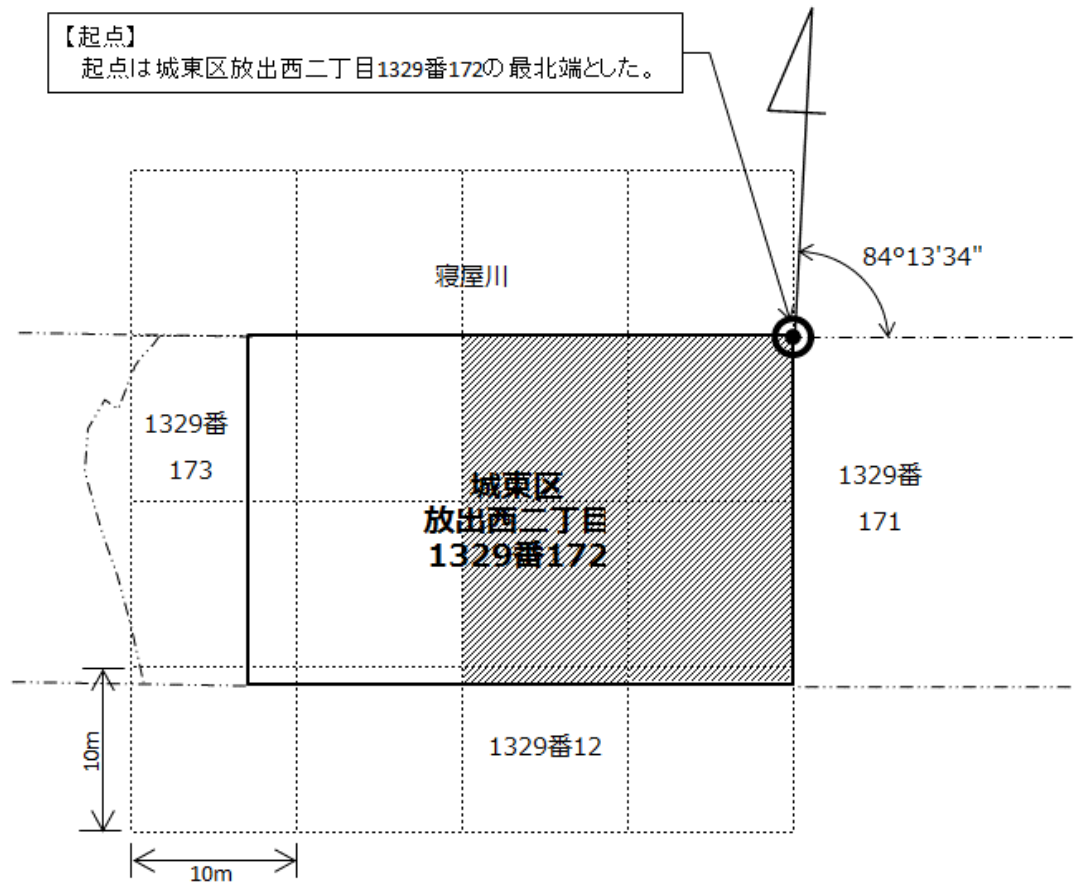 【起点】
起点は城東区放出西二丁目1329番172の最北端とした。
84°13'34"
寝屋川
1329番
173
城東区
放出西二丁目
1329番172
1329番
171
1329番12
10m
10m